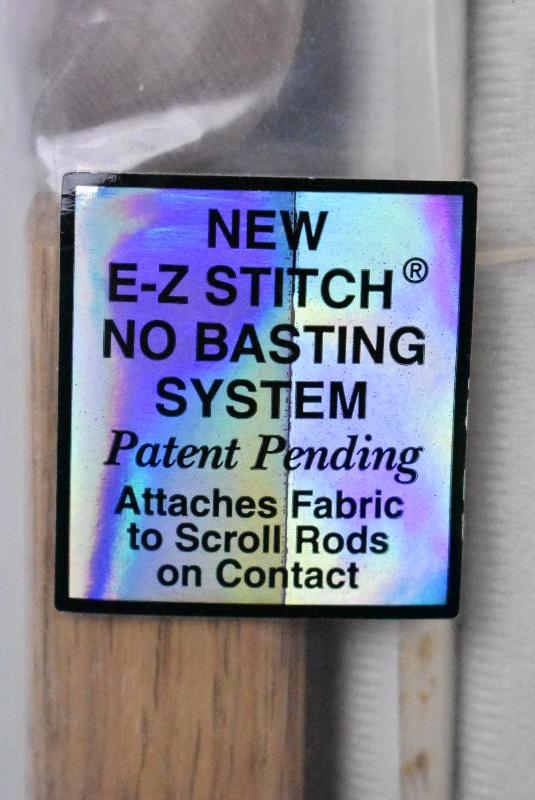 NEW
E-Z STITCH®
NO BASTING
SYSTEM
Patent Pending
Attaches Fabric
to Scroll Rods
on Contact